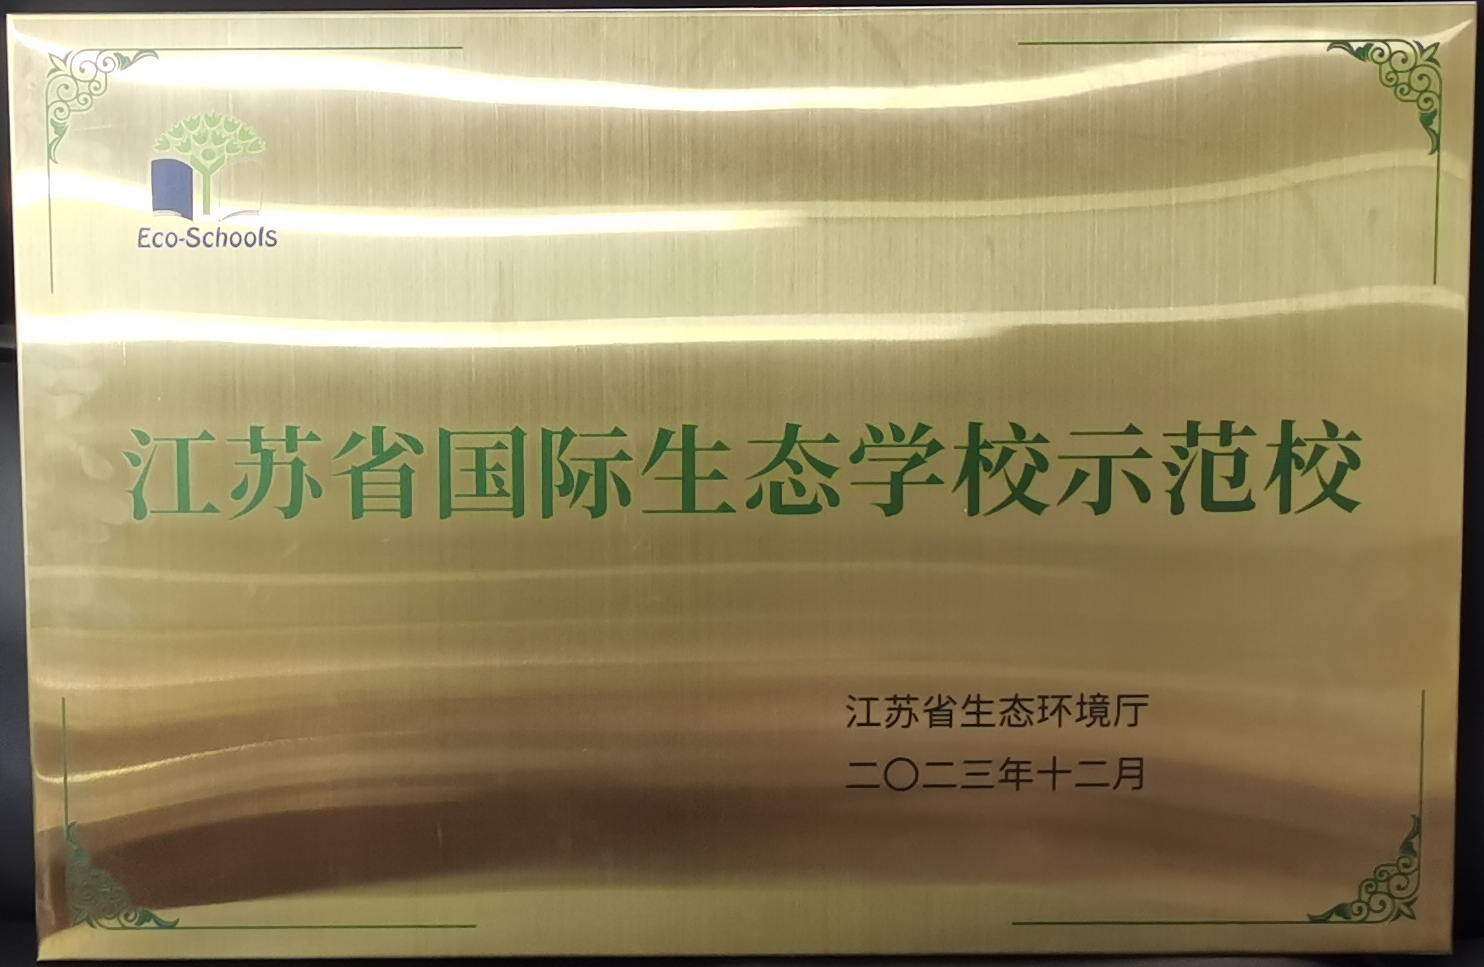 Eco-Schools
江苏省国际生态学校示范校
江苏省生态环境厅
二〇二三年十二月